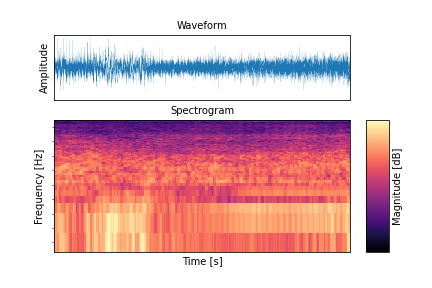 Waveform
Amplitude
Spectrogram
Frequency [Hz]
Magnitude [dB]
Time [s]